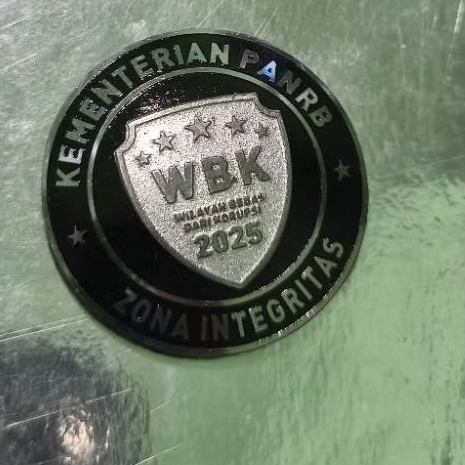 KEMENTERIAN PANRB
WBK
WILAYAH BEBAS
DARI KORUPSI
2025
ZONA INTEGRITAS